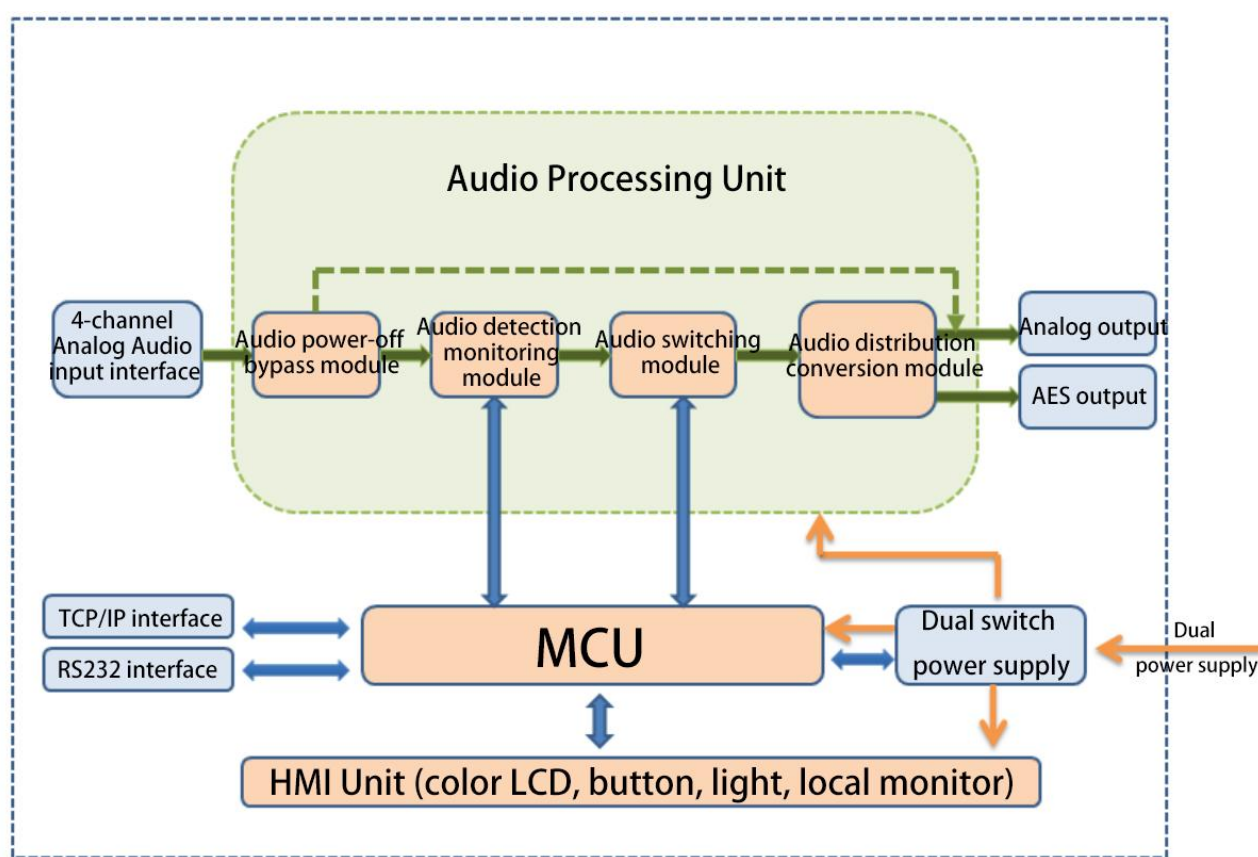 Audio Processing Unit
4-channel
Analog Audio
input interface
Audio power-off
bypass module
Audio detection
monitoring
module
Audio switching
module
Audio distribution
conversion module
Analog output
AES output
TCP/IP interface
RS232 interface
MCU
Dual switch
power supply
Dual
power supply
HMI Unit (color LCD, button, light, local monitor)